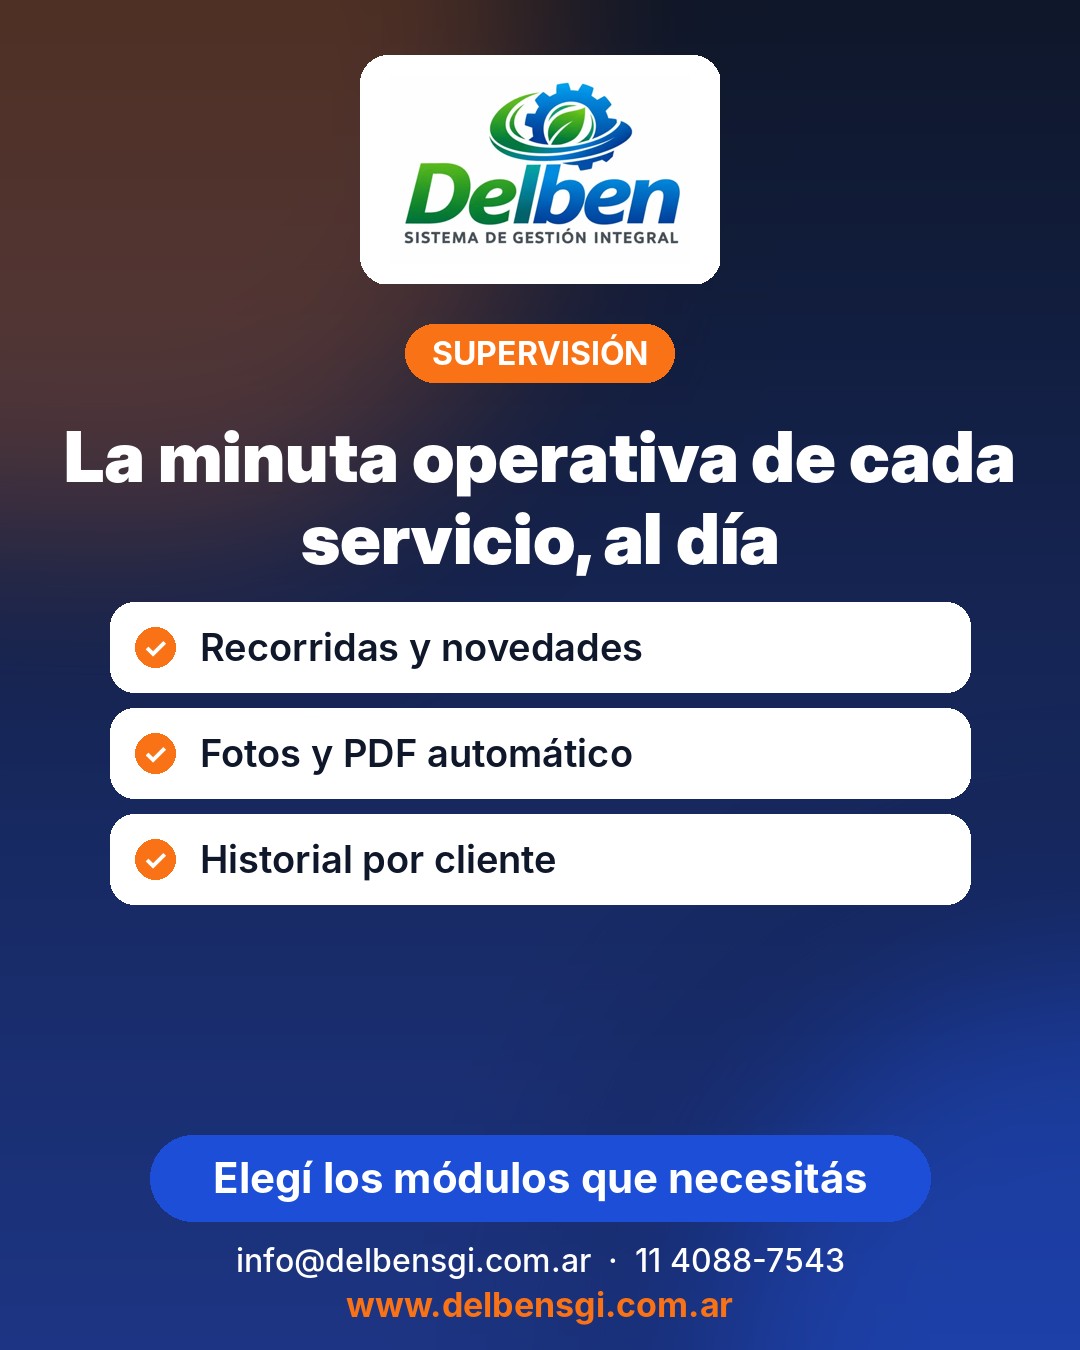 Delben
SISTEMA DE GESTIÓN INTEGRAL
SUPERVISIÓN
La minuta operativa de cada
servicio, al día
Recorridas y novedades
Fotos y PDF automático
Historial por cliente
Elegí los módulos que necesitás
info@delbensgi.com.ar · 11 4088-7543
www.delbensgi.com.ar